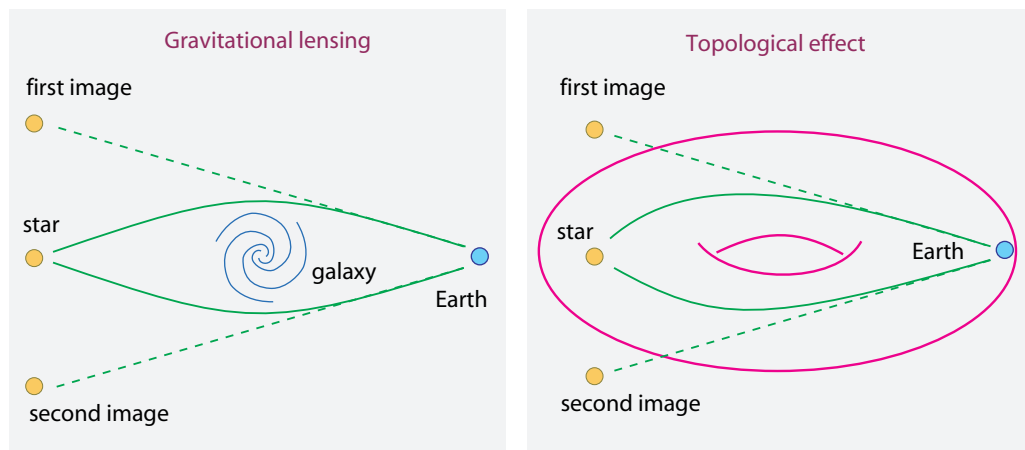 Gravitational lensing
first image
star
galaxy
Earth
second image
Topological effect
first image
star
Earth
second image